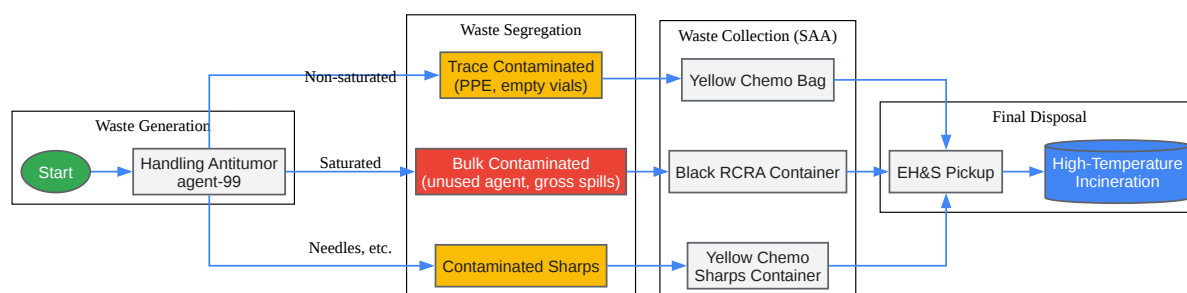 Waste Segregation
Waste Collection (SAA)
Trace Contaminated
(PPE, empty vials)
Non-saturated
Yellow Chemo Bag
Waste Generation
Final Disposal
Start
Handling Antitumor
agent-99
Saturated
Bulk Contaminated
(unused agent, gross spills)
Black RCRA Container
EH&S Pickup
High-Temperature
Incineration
Needles, etc.
Contaminated Sharps
Yellow Chemo
Sharps Container